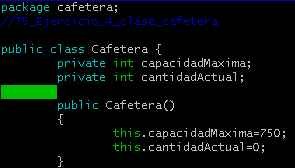 package cafetera;
//TS_Ejercicio_4_clase_cafetera
public class Cafetera {
private int capacidadMaxima;
private int cantidadActual;
public Cafetera()
{
this.capacidadMaxima=750;
this.cantidadActual=0;
}